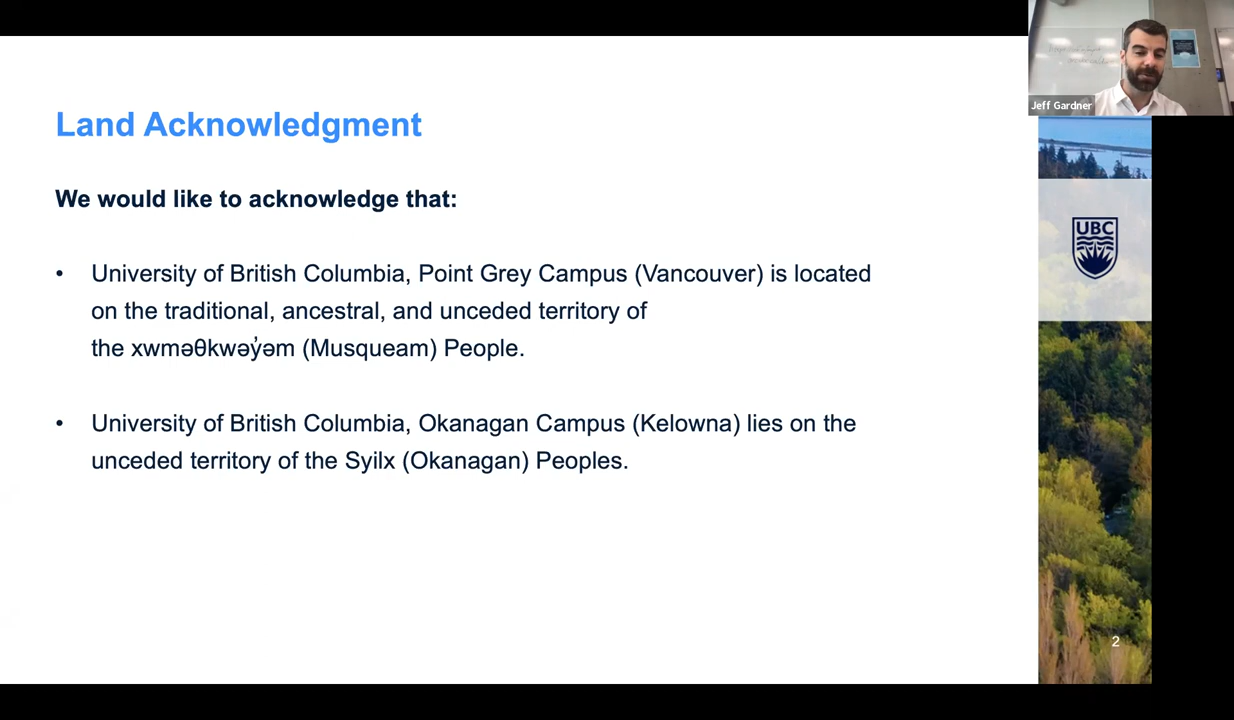 Land Acknowledgment
We would like to acknowledge that:
• University of British Columbia, Point Grey Campus (Vancouver) is located
on the traditional, ancestral, and unceded territory of
the xwməθkwəy̓əm (Musqueam) People.
• University of British Columbia, Okanagan Campus (Kelowna) lies on the
unceded territory of the Syilx (Okanagan) Peoples.
Jeff Gardner
UBC
2